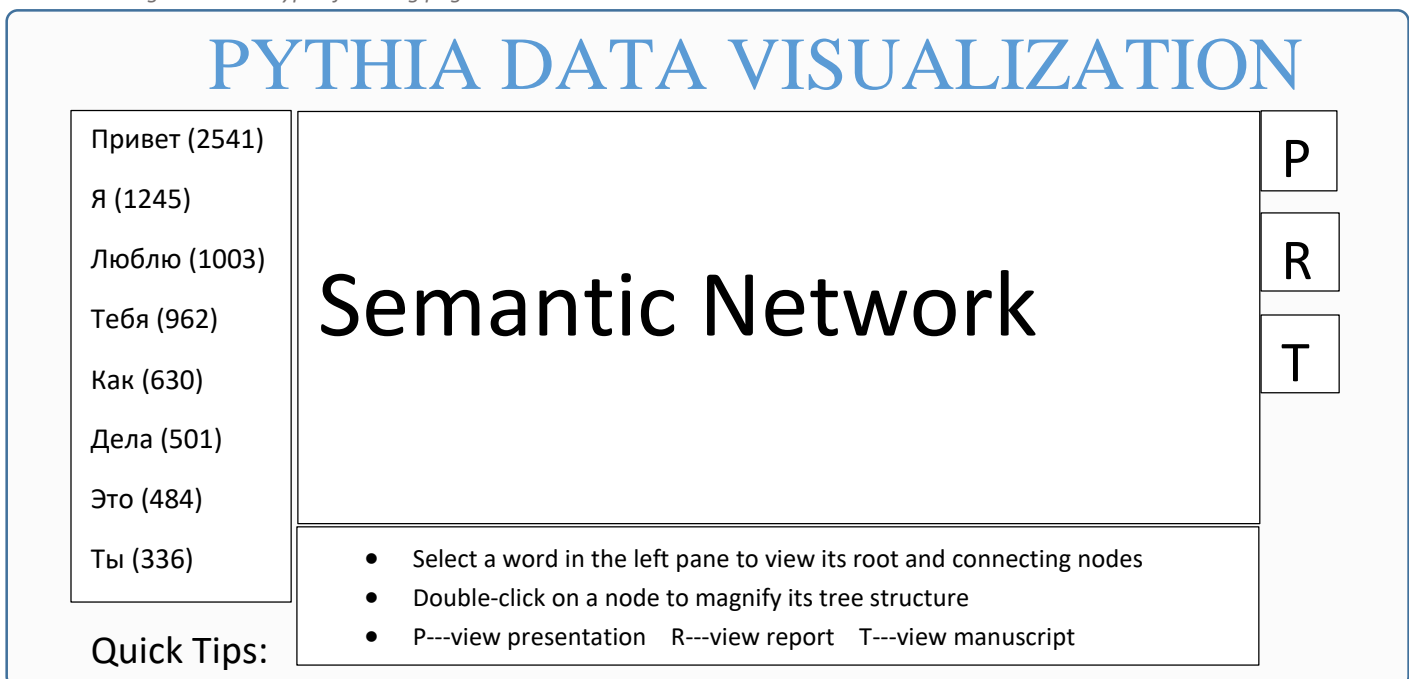 PYTHIA DATA VISUALIZATION
Привет (2541)
Я (1245)
Люблю (1003)
Тебя (962)
Как (630)
Дела (501)
Это (484)
Ты (336)
Semantic Network
P
R
T
Quick Tips:
• Select a word in the left pane to view its root and connecting nodes
• Double-click on a node to magnify its tree structure
• P---view presentation R---view report T---view manuscript